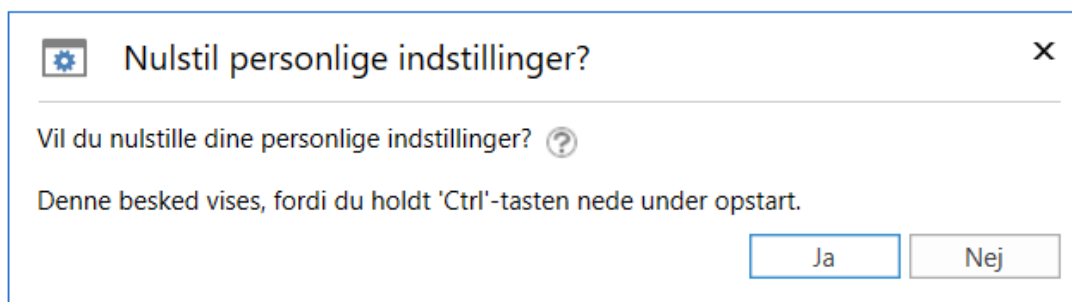 Nulstil personlige indstillinger?
Vil du nulstille dine personlige indstillinger?
Denne besked vises, fordi du holdt 'Ctrl'-tasten nede under opstart.
Ja Nej